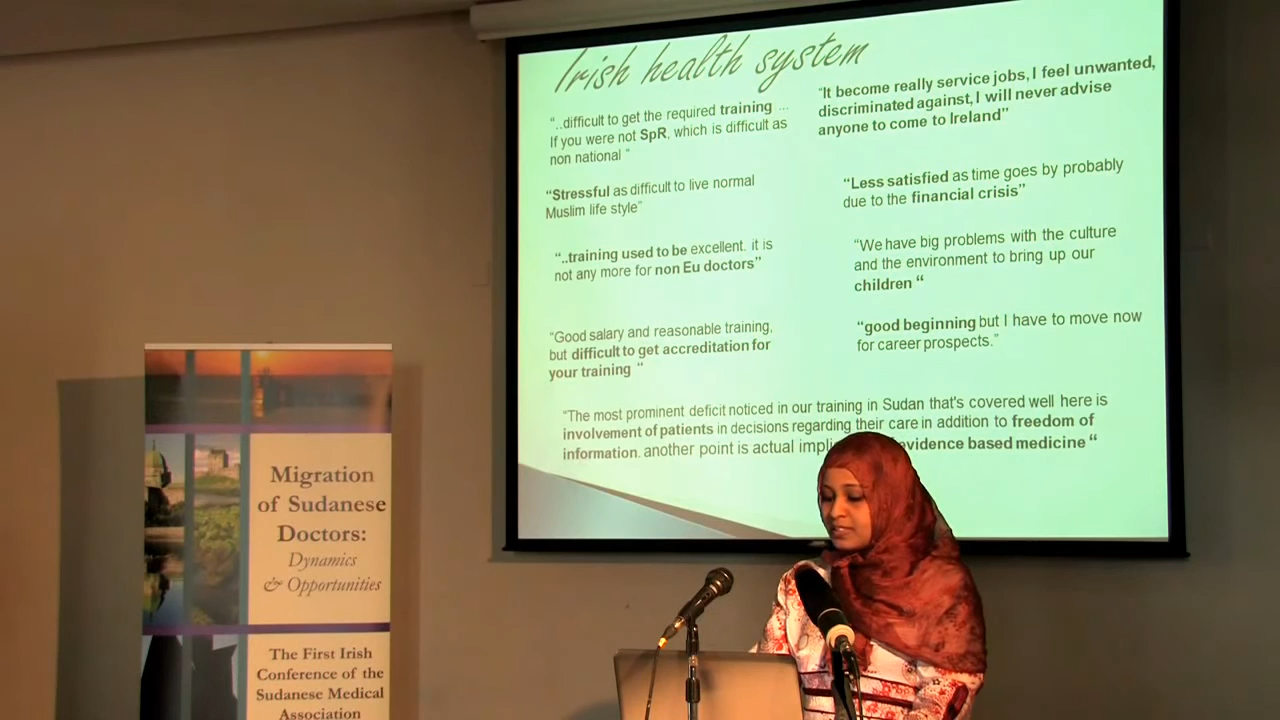 Irish health system
“..difficult to get the required training ...
If you were not SpR, which is difficult as
non national ”
“Stressful as difficult to live normal
Muslim life style”
“..training used to be excellent. it is
not any more for non Eu doctors”
“Good salary and reasonable training,
but difficult to get accreditation for
your training “
“It become really service jobs, I feel unwanted,
discriminated against, I will never advise
anyone to come to Ireland”
“Less satisfied as time goes by probably
due to the financial crisis”
“We have big problems with the culture
and the environment to bring up our
children “
“good beginning but I have to move now
for career prospects.”
“The most prominent deficit noticed in our training in Sudan that's covered well here is
involvement of patients in decisions regarding their care in addition to freedom of
information. another point is actual evidence based medicine “
Migration
of Sudanese
Doctors:
Dynamics
& Opportunities
The First Irish
Conference of the
Sudanese Medical
Association